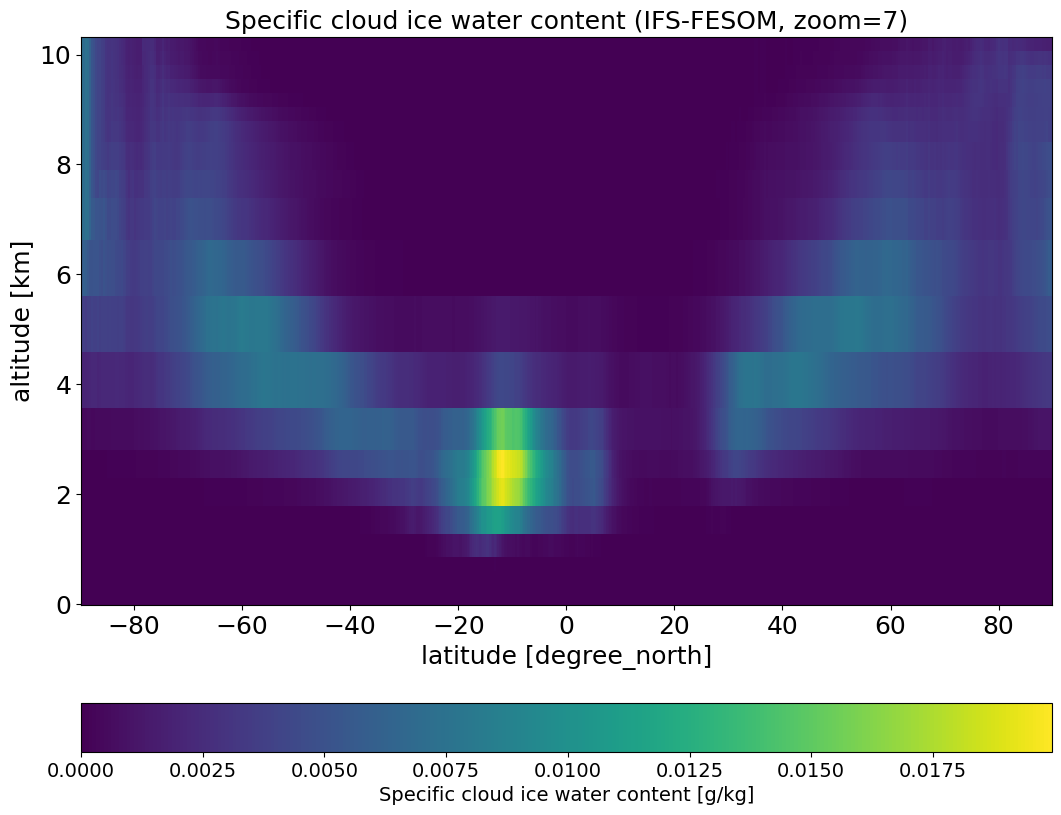 Specific cloud ice water content (IFS-FESOM, zoom=7)
10
8
6
4
2
0
altitude [km]
−80 −60 −40 −20 0 20 40 60 80
latitude [degree_north]
0.0000 0.0025 0.0050 0.0075 0.0100 0.0125 0.0150 0.0175
Specific cloud ice water content [g/kg]